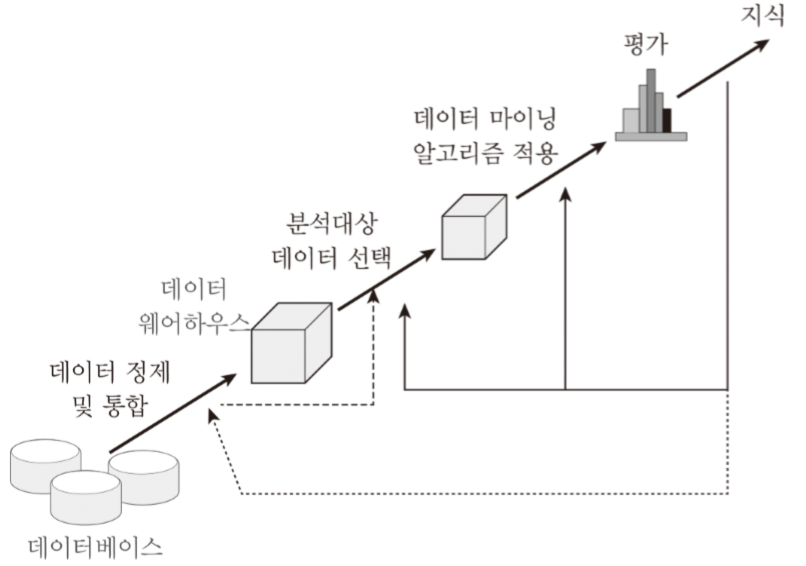 지식
평가
데이터 마이닝
알고리즘 적용
분석대상
데이터 선택
데이터
웨어하우스
데이터 정제
및 통합
데이터베이스